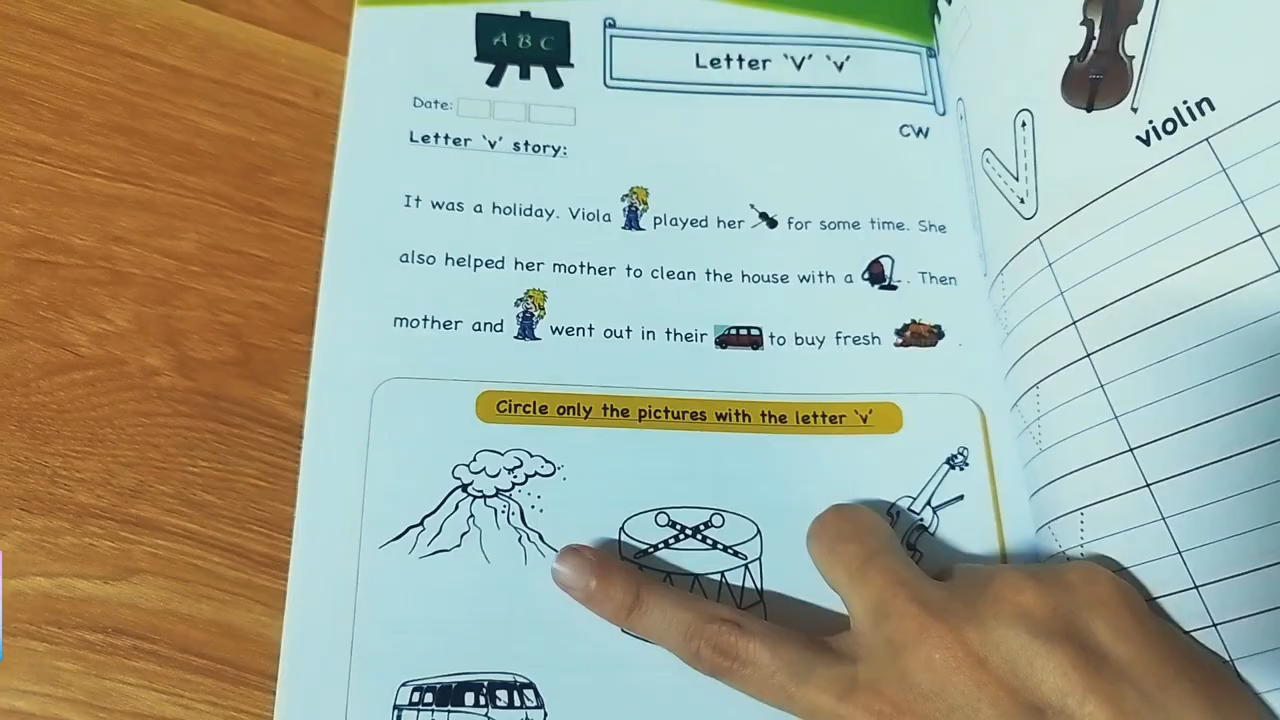 A B C
Letter 'V' 'v'
Date:
CW
Letter 'v' story:
It was a holiday. Viola played her for some time. She
also helped her mother to clean the house with a . Then
mother and went out in their to buy fresh .
Circle only the pictures with the letter 'v'
violin